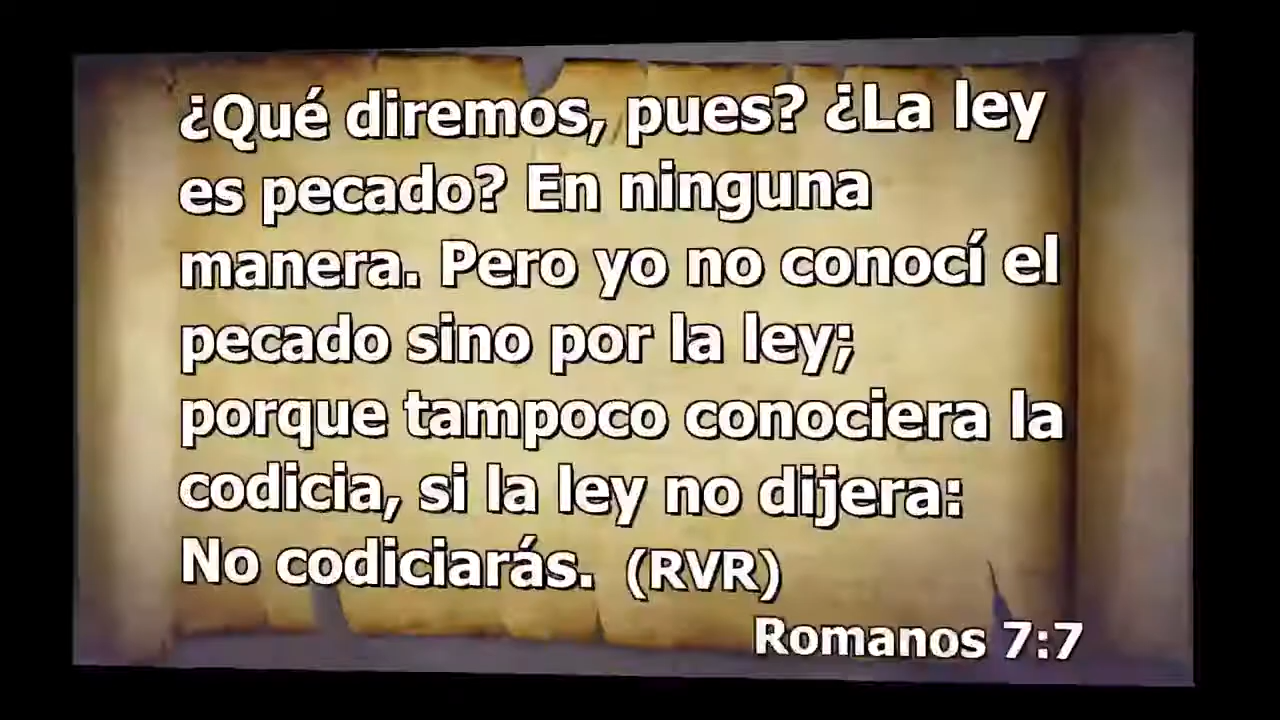 ¿Qué diremos, pues? ¿La ley
es pecado? En ninguna
manera. Pero yo no conocí el
pecado sino por la ley;
porque tampoco conociera la
codicia, si la ley no dijera:
No codiciarás. (RVR)
Romanos 7:7